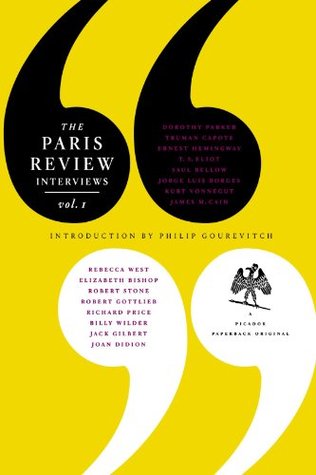 THE
PARIS
REVIEW
INTERVIEWS
vol. 1
DOROTHY PARKER
TRUMAN CAPOTE
ERNEST HEMINGWAY
T. S. ELIOT
SAUL BELLOW
JORGE LUIS BORGES
KURT VONNEGUT
JAMES M. CAIN
INTRODUCTION BY PHILIP GOUREVITCH
REBECCA WEST
ELIZABETH BISHOP
ROBERT STONE
ROBERT GOTTLIEB
RICHARD PRICE
BILLY WILDER
JACK GILBERT
JOAN DIDION
A
PICADOR
PAPERBACK ORIGINAL